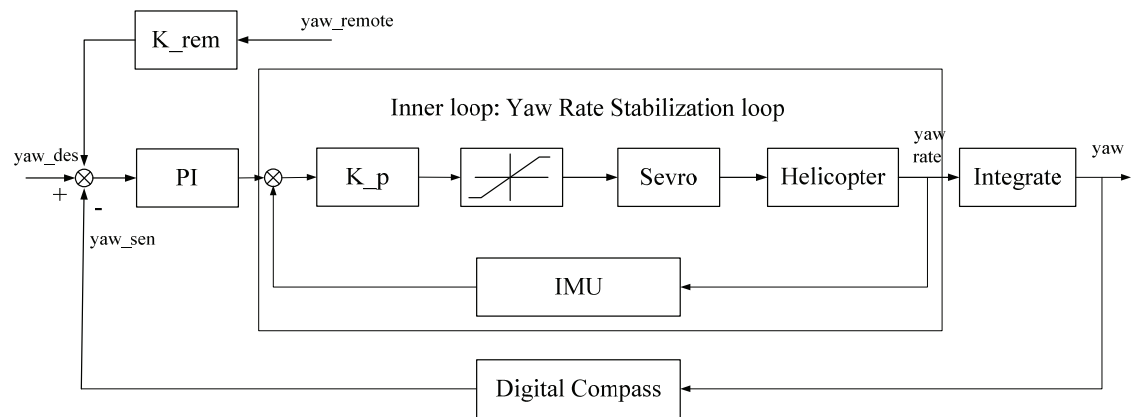 yaw_remote
K_rem
Inner loop: Yaw Rate Stabilization loop
yaw_des
+
-
yaw_sen
PI
K_p
Sevro
Helicopter
yaw
rate
Integrate
yaw
IMU
Digital Compass